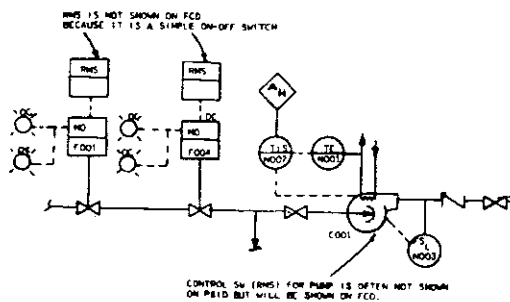 RMS IS NOT SHOWN ON FCD
BECAUSE IT IS A SIMPLE ON-OFF SWITCH
RMS
RMS
A H
MO
F001
DC
MO
F004
TIS
N007
TE
N001
C001
N003
CONTROL SW (RMS) FOR PUMP IS OFTEN NOT SHOWN
ON P&ID BUT WILL BE SHOWN ON FCD.